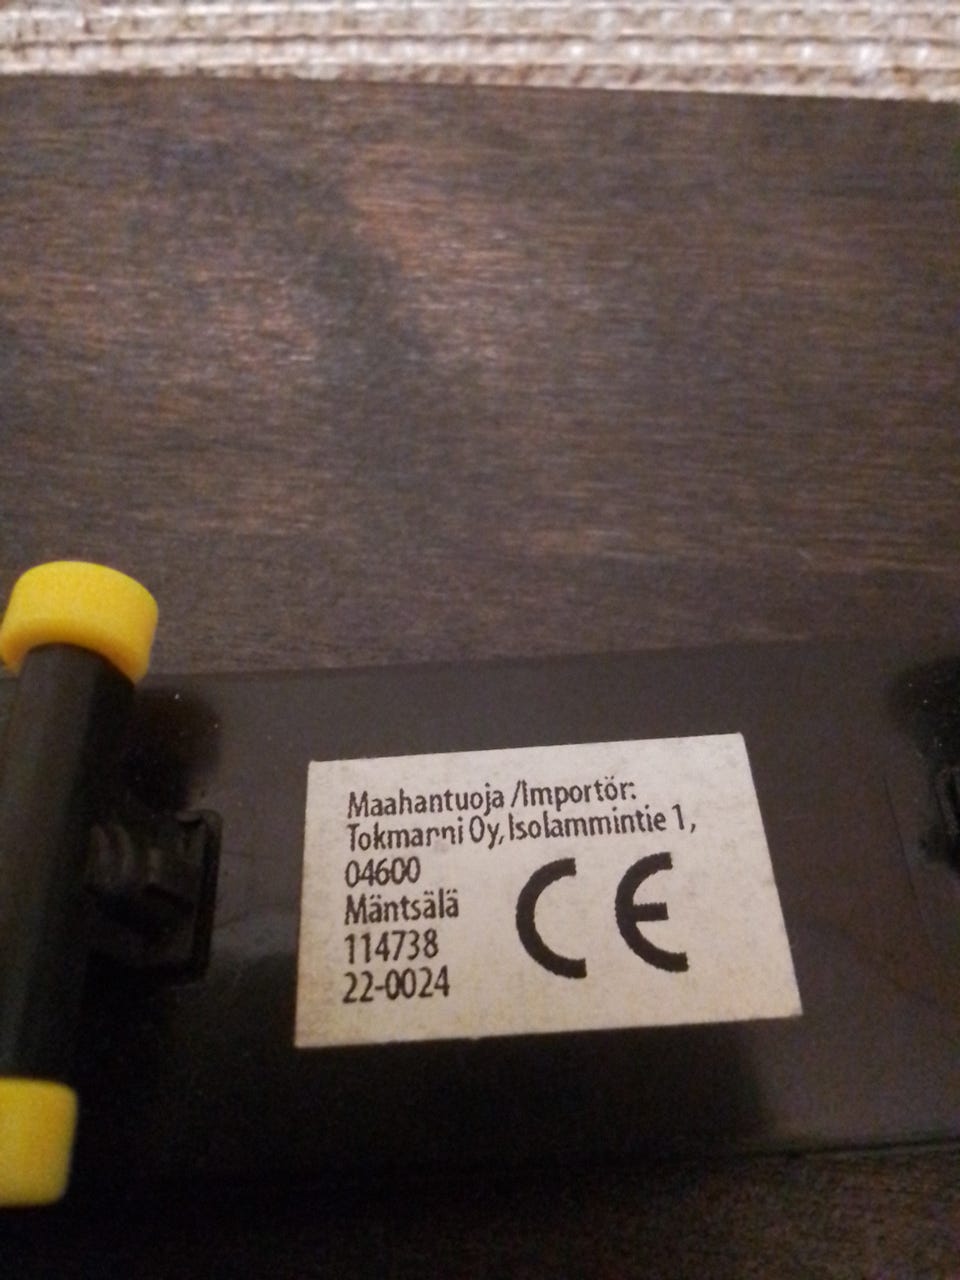 Maahantuoja /Importör:
Tokmanni Oy, Isolammintie 1,
04600
Mäntsälä
114738
22-0024
CE